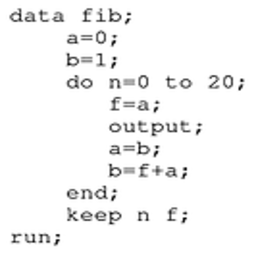 data fib;
    a=0;
    b=1;
    do n=0 to 20;
       f=a;
       output;
       a=b;
       b=f+a;
    end;
    keep n f;
run;